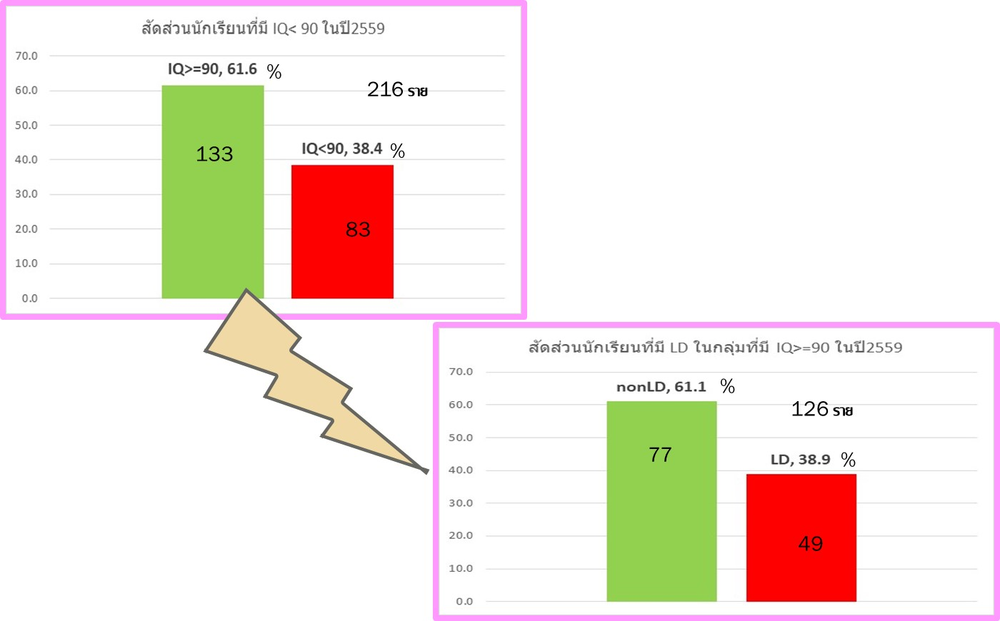 สัดส่วนนักเรียนที่มี IQ< 90 ในปี2559
70.0
60.0
50.0
40.0
30.0
20.0
10.0
0.0
IQ>=90, 61.6 %
216 ราย
133
IQ<90, 38.4 %
83
สัดส่วนนักเรียนที่มี LD ในกลุ่มที่มี IQ>=90 ในปี2559
70.0
60.0
50.0
40.0
30.0
20.0
10.0
0.0
nonLD, 61.1 %
126 ราย
77
LD, 38.9 %
49